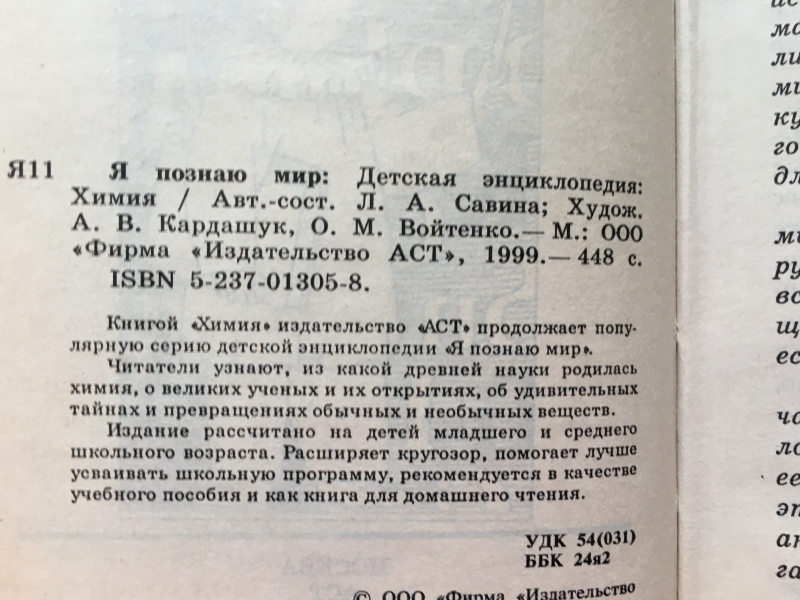 Я11 Я познаю мир: Детская энциклопедия:
Химия / Авт.-сост. Л. А. Савина; Худож.
А. В. Кардашук, О. М. Войтенко.— М.: ООО
«Фирма «Издательство АСТ», 1999.— 448 с.
ISBN 5-237-01305-8.
Книгой «Химия» издательство «АСТ» продолжает попу-
лярную серию детской энциклопедии «Я познаю мир».
Читатели узнают, из какой древней науки родилась
химия, о великих ученых и их открытиях, об удивительных
тайнах и превращениях обычных и необычных веществ.
Издание рассчитано на детей младшего и среднего
школьного возраста. Расширяет кругозор, помогает лучше
усваивать школьную программу, рекомендуется в качестве
учебного пособия и как книга для домашнего чтения.
УДК 54(031)
ББК 24я2
© ООО «Фирма «Издательство